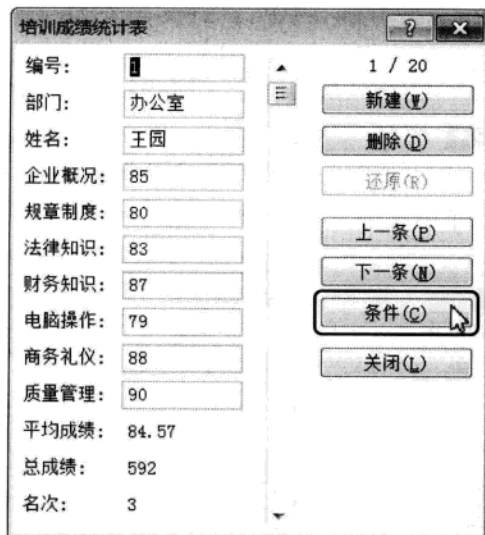 培训成绩统计表
编号： 1
部门： 办公室
姓名： 王园
企业概况： 85
规章制度： 80
法律知识： 83
财务知识： 87
电脑操作： 79
商务礼仪： 88
质量管理： 90
平均成绩： 84.57
总成绩： 592
名次： 3
1 / 20
新建(W)
删除(D)
还原(R)
上一条(P)
下一条(N)
条件(C)
关闭(L)